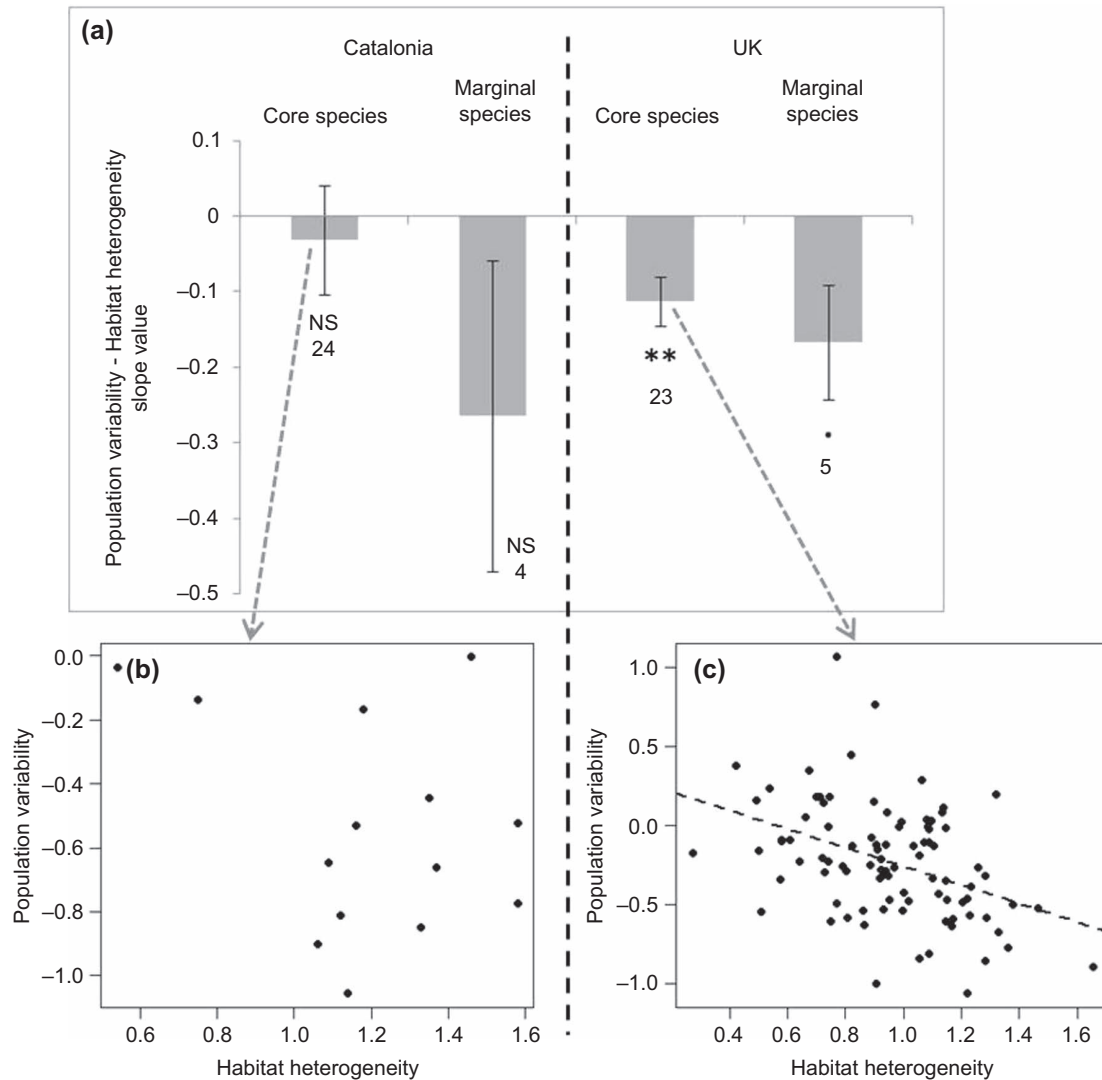 (a)
Catalonia
UK
Core species
Marginal
species
Core species
Marginal
species
Population variability - Habitat heterogeneity
slope value
0.1
0
–0.1
–0.2
–0.3
–0.4
–0.5
NS
24
NS
4
**
23
•
5
(b)
Population variability
0.0
–0.2
–0.4
–0.6
–0.8
–1.0
0.6 0.8 1.0 1.2 1.4 1.6
Habitat heterogeneity
(c)
Population variability
1.0
0.5
0.0
–0.5
–1.0
0.4 0.6 0.8 1.0 1.2 1.4 1.6
Habitat heterogeneity